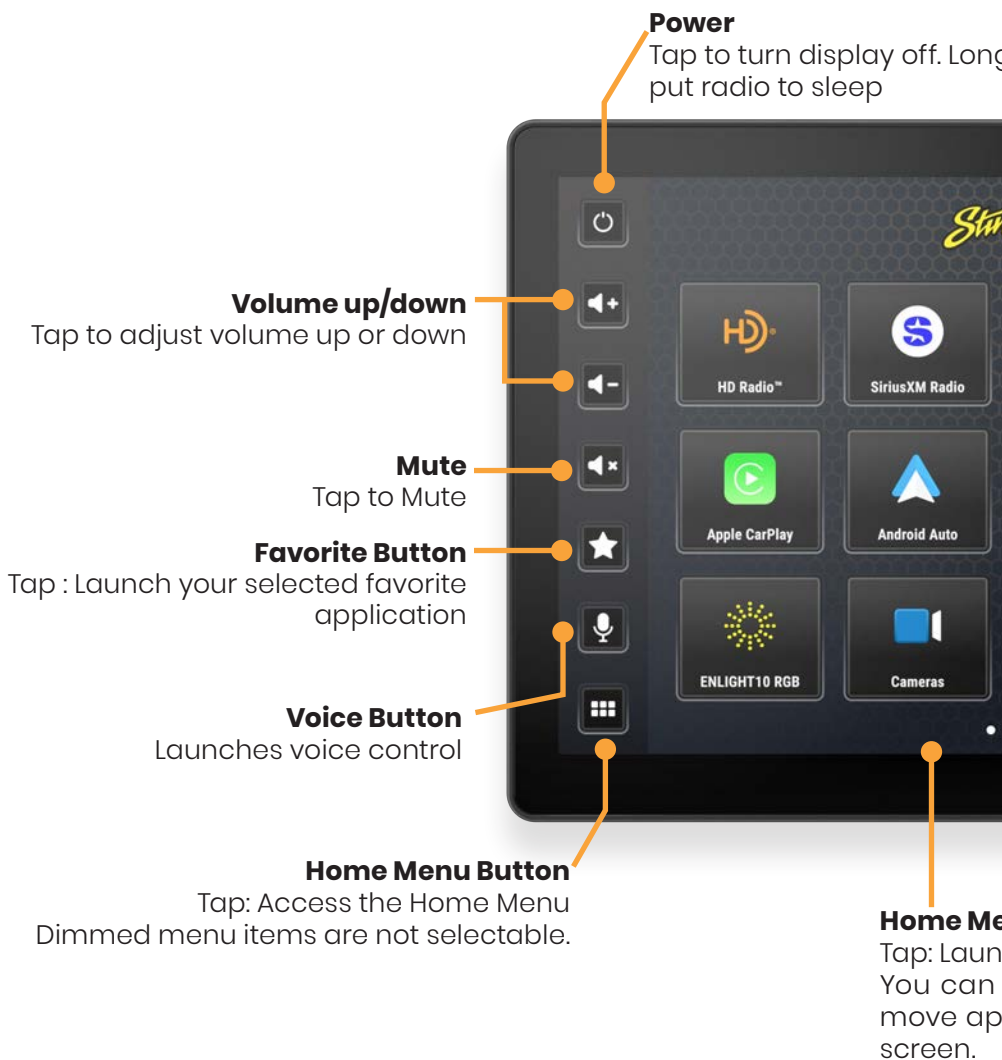 Power
Tap to turn display off. Long
put radio to sleep
Volume up/down
Tap to adjust volume up or down
Mute
Tap to Mute
Favorite Button
Tap : Launch your selected favorite
application
Voice Button
Launches voice control
Home Menu Button
Tap: Access the Home Menu
Dimmed menu items are not selectable.
HD
HD Radio™
SiriusXM Radio
Apple CarPlay
Android Auto
ENLIGHT10 RGB
Cameras
Home Me
Tap: Laun
You can
move ap
screen.